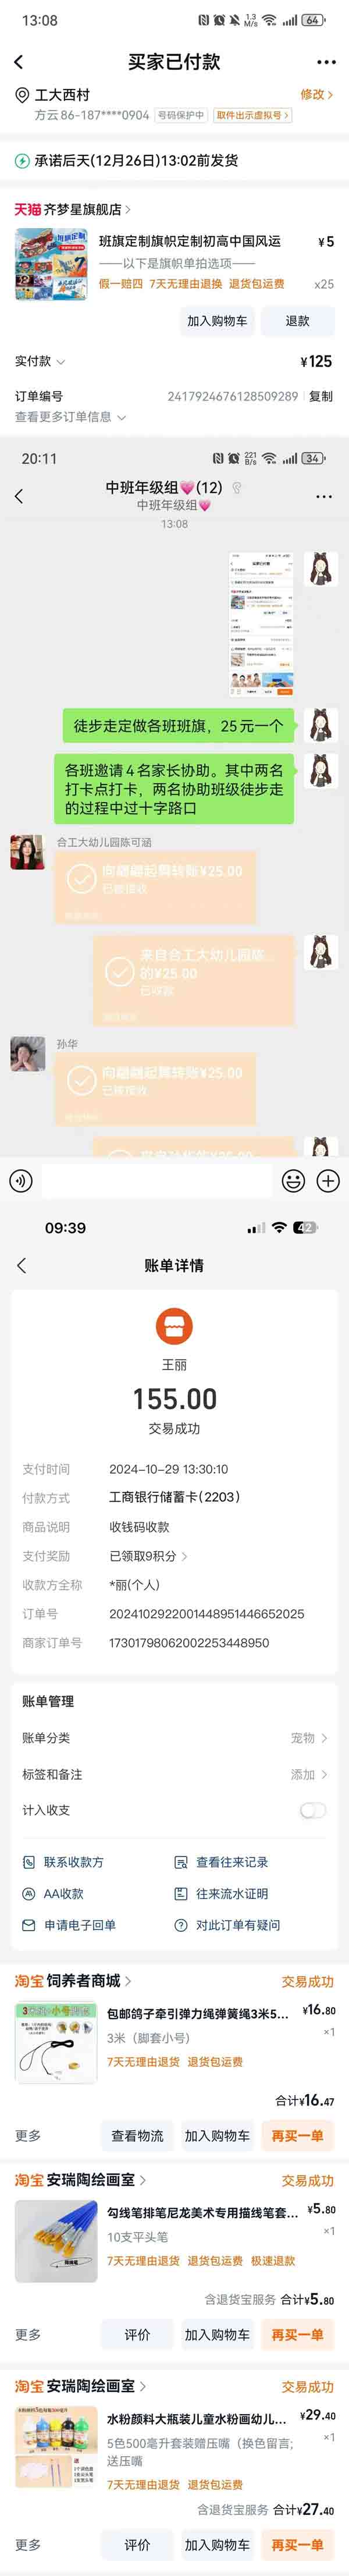 13:08
1.3 M/s
64
买家已付款
工大西村
修改
方云 86-187****0904 号码保护中 取件出示虚拟号
承诺后天(12月26日)13:02前发货
天猫 齐梦星旗舰店
班旗定制旗帜定制初高中国风运
¥5
——以下是旗帜单拍选项——
假一赔四 7天无理由退换 退货包运费
x25
加入购物车 退款
实付款
¥125
订单编号
2417924676128509289 复制
查看更多订单信息
20:11
221 B/s
34
中班年级组(12)
中班年级组
13:08
徒步走定做各班班旗，25元一个
各班邀请4名家长协助。其中两名
打卡点打卡，两名协助班级徒步走
的过程中过十字路口
合工大幼儿园陈可涵
¥25.00
已被接收
来自合工大幼儿园陈...
的¥25.00
已收款
孙华
¥25.00
已被接收
09:39
42
账单详情
王丽
155.00
交易成功
支付时间 2024-10-29 13:30:10
付款方式 工商银行储蓄卡(2203)
商品说明 收钱码收款
支付奖励 已领取9积分
收款方全称 *丽(个人)
订单号 2024102922001448951446652025
商家订单号 17301798062002253448950
账单管理
账单分类 宠物
标签和备注 添加
计入收支
联系收款方 查看往来记录
AA收款 往来流水证明
申请电子回单 对此订单有疑问
淘宝 饲养者商城
交易成功
包邮鸽子牵引弹力绳弹簧绳3米5...
¥16.80
3米（脚套小号）
×1
7天无理由退货 退货包运费
合计¥16.47
更多 查看物流 加入购物车 再买一单
淘宝 安瑞陶绘画室
交易成功
勾线笔排笔尼龙美术专用描线笔套...
¥5.80
10支平头笔
×1
7天无理由退货 退货包运费 极速退款
含退货宝服务 合计¥5.80
更多 评价 加入购物车 再买一单
淘宝 安瑞陶绘画室
交易成功
水粉颜料大瓶装儿童水粉画幼儿...
¥29.40
5色500毫升套装赠压嘴（换色留言;
×1
送压嘴
7天无理由退货 退货包运费
含退货宝服务 合计¥27.40
更多 评价 加入购物车 再买一单